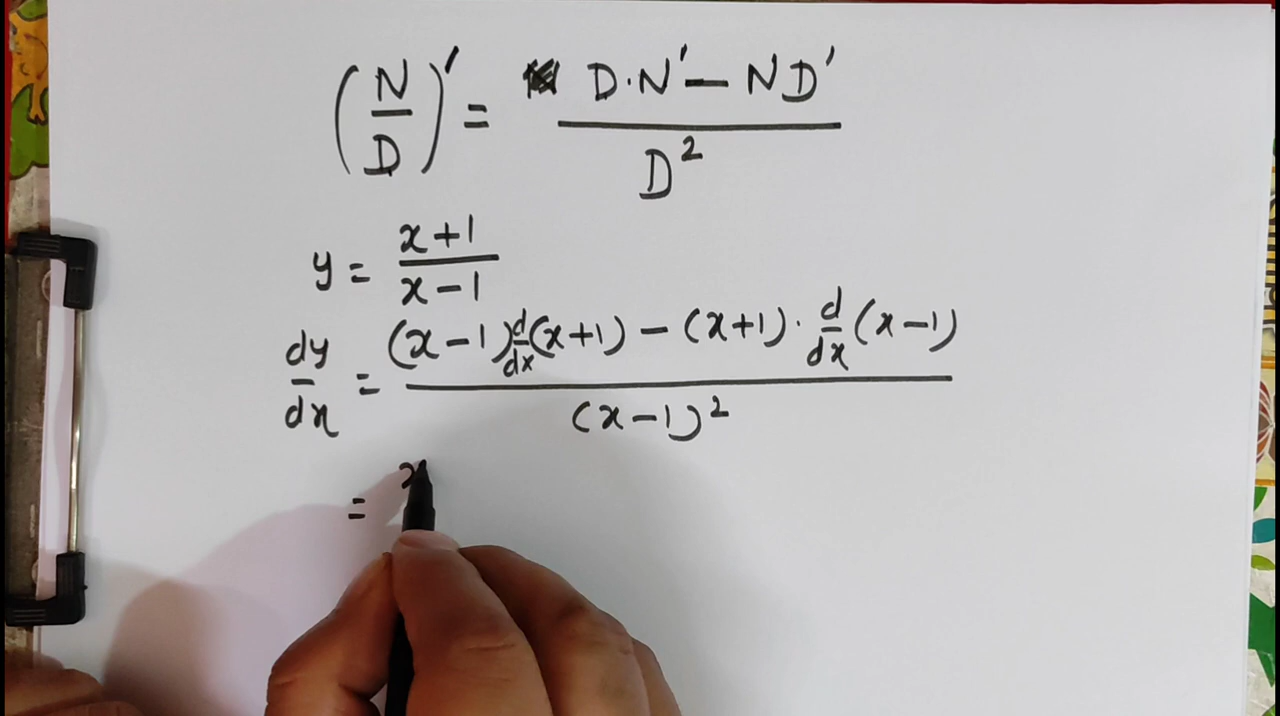 (N/D)' = D·N' − ND' / D²
y = x+1 / x−1
dy/dx = (x−1) d/dx (x+1) − (x+1)· d/dx (x−1) / (x−1)²
= x